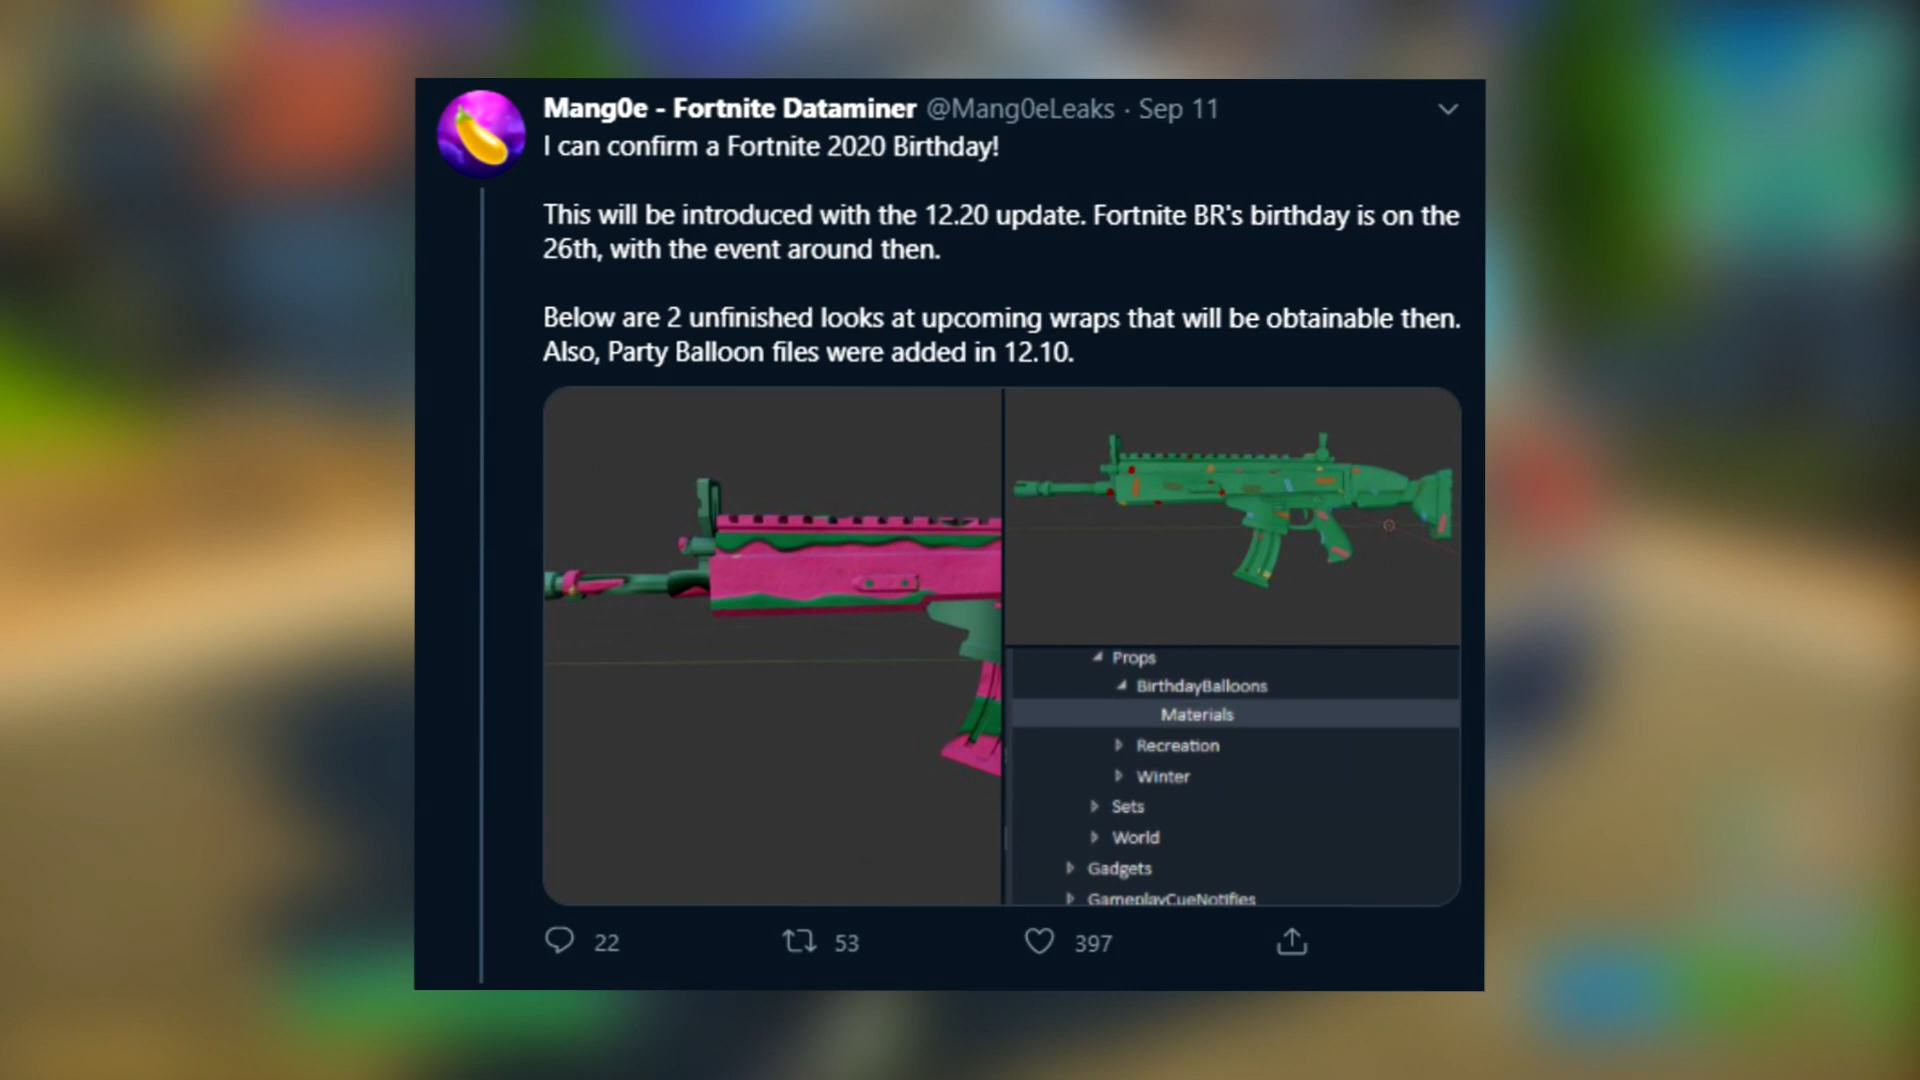 Mang0e - Fortnite Dataminer @Mang0eLeaks · Sep 11
I can confirm a Fortnite 2020 Birthday!
This will be introduced with the 12.20 update. Fortnite BR's birthday is on the
26th, with the event around then.
Below are 2 unfinished looks at upcoming wraps that will be obtainable then.
Also, Party Balloon files were added in 12.10.
Props
BirthdayBalloons
Materials
Recreation
Winter
Sets
World
Gadgets
GameplayCueNotifies
22 53 397